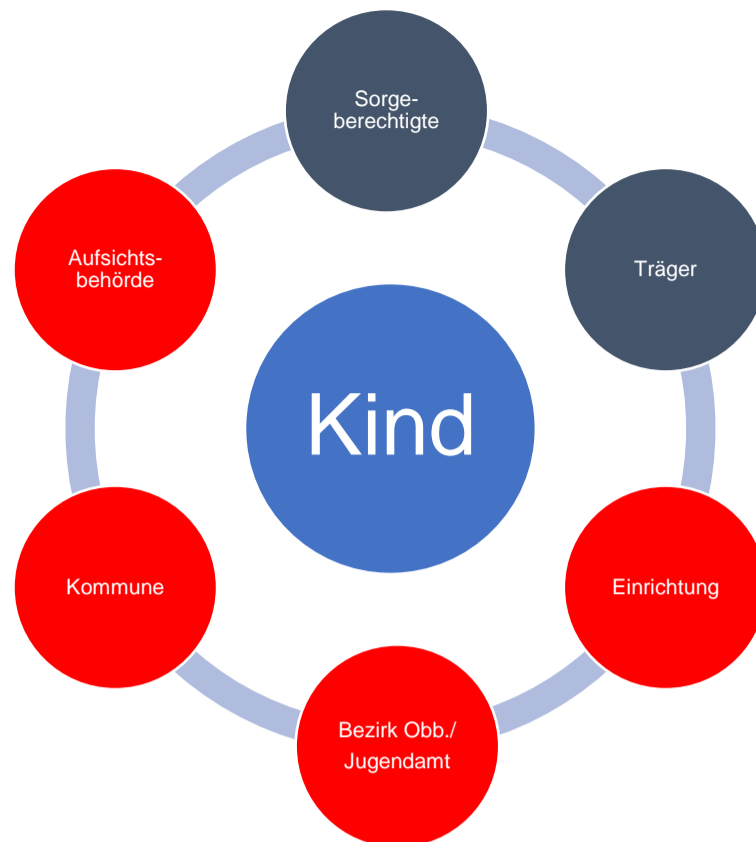 Sorge-
berechtigte
Träger
Einrichtung
Bezirk Obb./
Jugendamt
Kommune
Aufsichts-
behörde
Kind